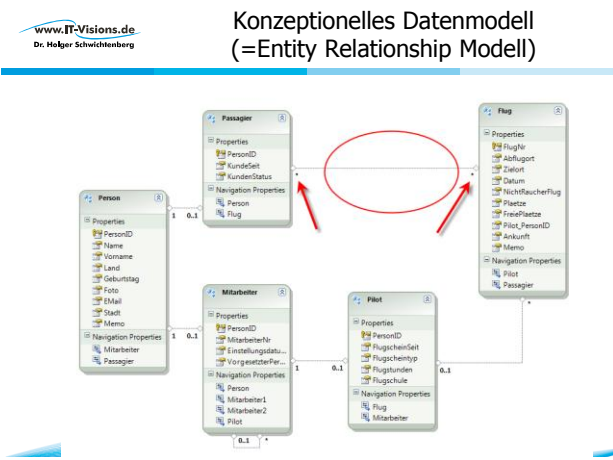 www.IT-Visions.de
Dr. Holger Schwichtenberg
Konzeptionelles Datenmodell
(=Entity Relationship Modell)
Passagier
Properties
PersonID
KundeSeit
KundenStatus
Navigation Properties
Person
Flug
*
*
Flug
Properties
FlugNr
Abflugort
Zielort
Datum
NichtRaucherFlug
Plaetze
FreiePlaetze
Pilot_PersonID
Ankunft
Memo
Navigation Properties
Pilot
Passagier
*
Person
Properties
PersonID
Name
Vorname
Land
Geburtstag
Foto
EMail
Stadt
Memo
Navigation Properties
Mitarbeiter
Passagier
1 0..1
1 0..1
Mitarbeiter
Properties
PersonID
MitarbeiterNr
Einstellungsdatu...
VorgesetzterPer...
Navigation Properties
Person
Mitarbeiter1
Mitarbeiter2
Pilot
0..1 *
1 0..1
Pilot
Properties
PersonID
FlugscheinSeit
Flugscheintyp
Flugstunden
Flugschule
Navigation Properties
Flug
Mitarbeiter
0..1